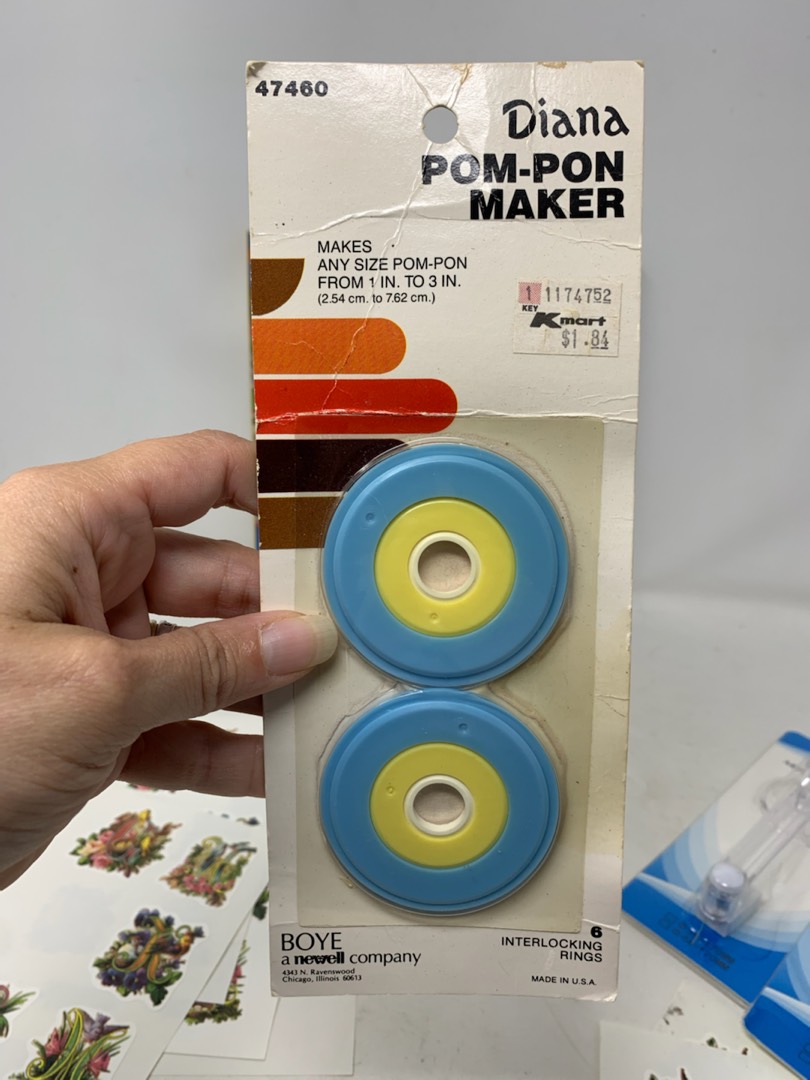 47460
Diana
POM-PON
MAKER
MAKES
ANY SIZE POM-PON
FROM 1 IN. TO 3 IN.
(2.54 cm. to 7.62 cm.)
1 1174752
KEY
Kmart
$1.84
BOYE
a newell company
4343 N. Ravenswood
Chicago, Illinois 60613
6
INTERLOCKING
RINGS
MADE IN U.S.A.